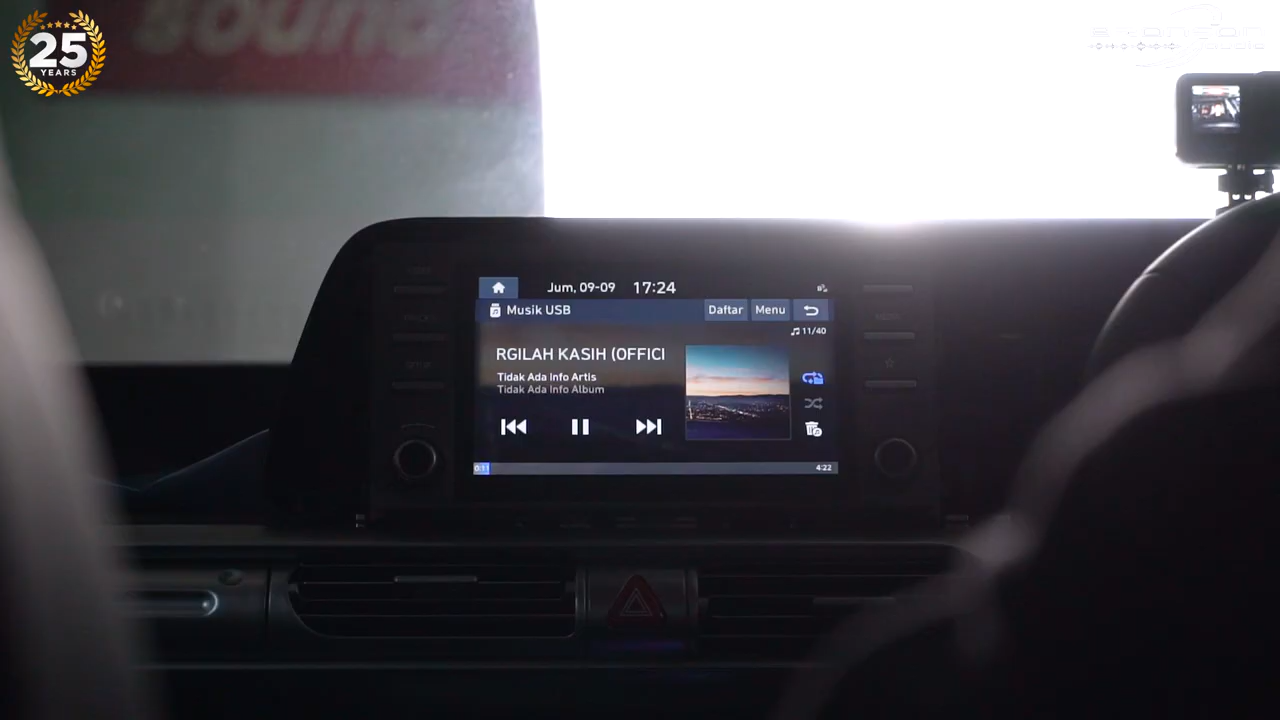 sound
25
YEARS
Jum, 09-09 17:24
Musik USB
Daftar
Menu
11/40
RGILAH KASIH (OFFICI
Tidak Ada Info Artis
Tidak Ada Info Album
0:11
4:22